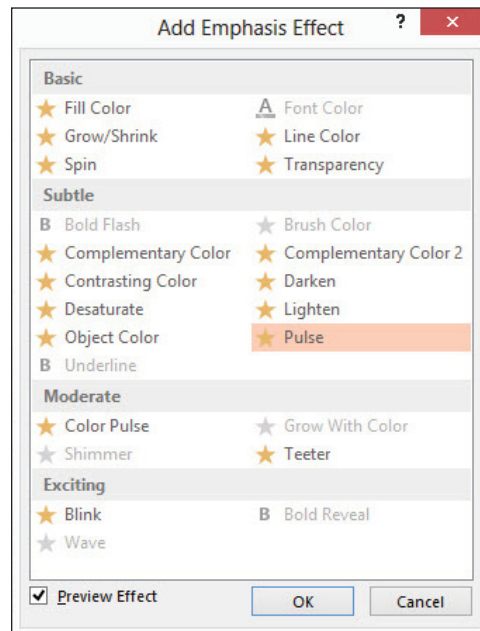 Add Emphasis Effect ?
Basic
Fill Color A Font Color
Grow/Shrink Line Color
Spin Transparency
Subtle
B Bold Flash Brush Color
Complementary Color Complementary Color 2
Contrasting Color Darken
Desaturate Lighten
Object Color Pulse
B Underline
Moderate
Color Pulse Grow With Color
Shimmer Teeter
Exciting
Blink B Bold Reveal
Wave
Preview Effect OK Cancel